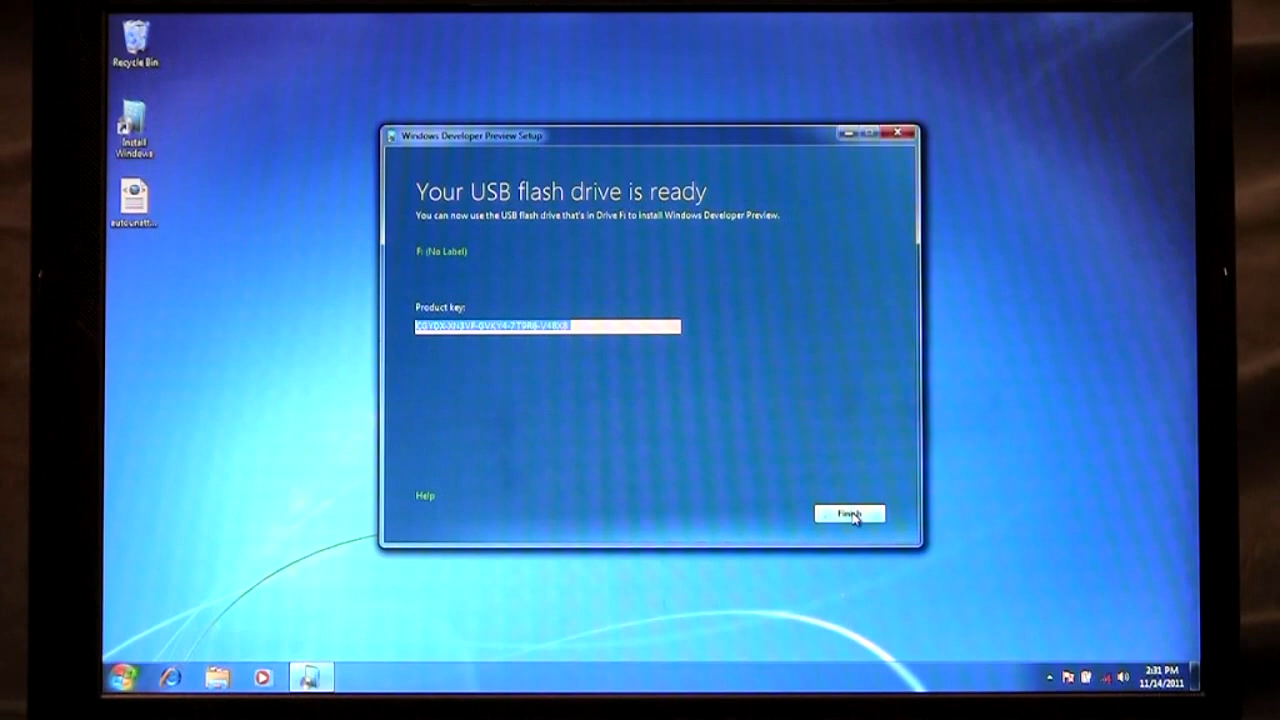 Recycle Bin
Install
Windows
autounatt...
Windows Developer Preview Setup
Your USB flash drive is ready
You can now use the USB flash drive that's in Drive F: to install Windows Developer Preview.
F: (No Label)
Product key:
Help
Finish
2:31 PM
11/14/2011